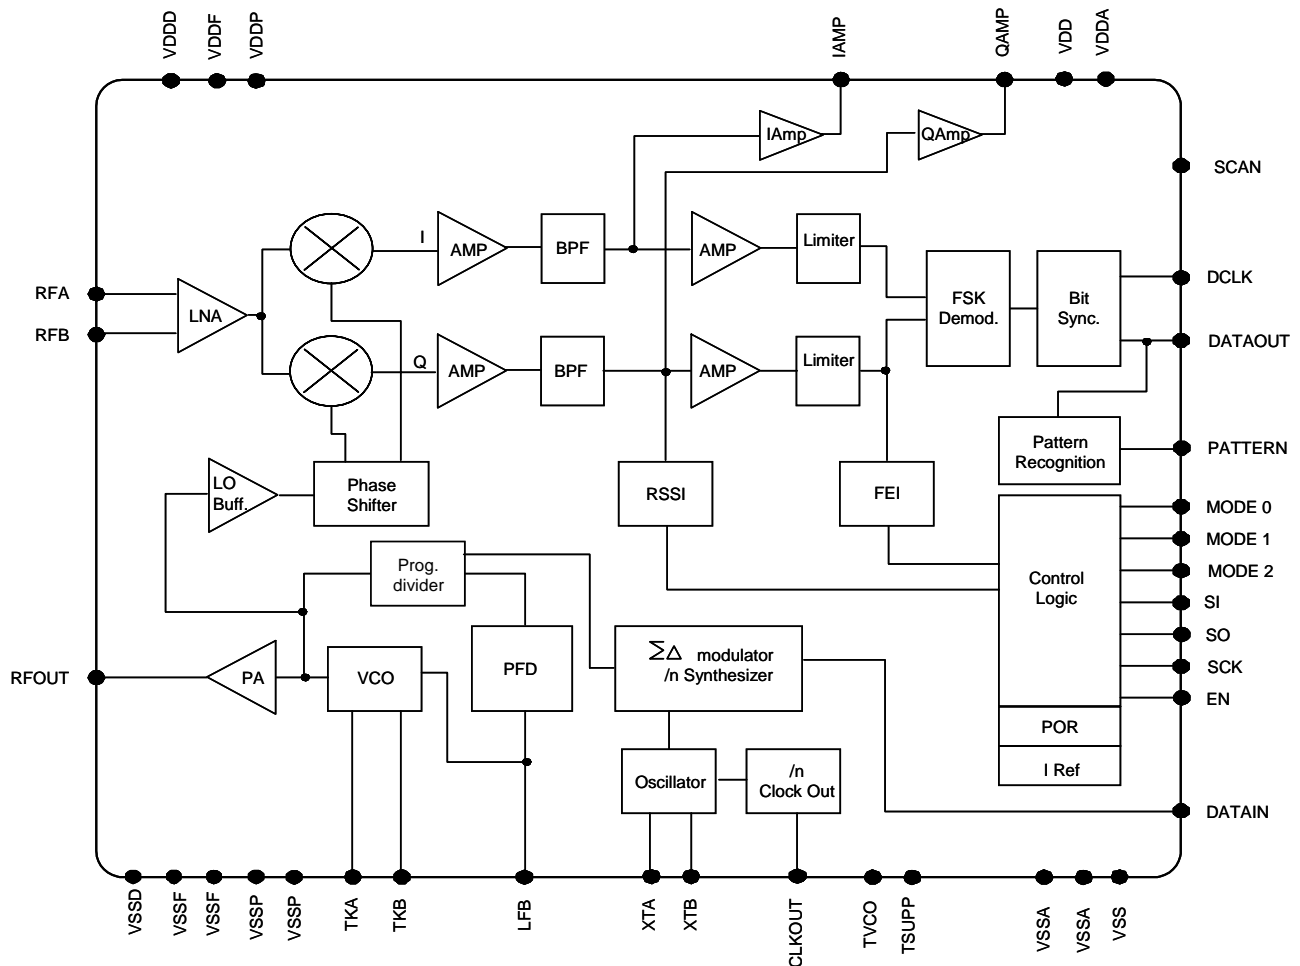 VDDD
VDDF
VDDP
IAMP
QAMP
VDD
VDDA
IAmp
QAmp
SCAN
I
AMP
BPF
AMP
Limiter
RFA
RFB
LNA
FSK
Demod.
Bit
Sync.
DCLK
DATAOUT
Q
AMP
BPF
AMP
Limiter
LO
Buff.
Phase
Shifter
RSSI
FEI
Pattern
Recognition
PATTERN
Prog.
divider
Control
Logic
MODE 0
MODE 1
MODE 2
SI
SO
SCK
EN
RFOUT
PA
VCO
PFD
ΣΔ modulator
/n Synthesizer
POR
I Ref
Oscillator
/n
Clock Out
DATAIN
VSSD
VSSF
VSSF
VSSP
VSSP
TKA
TKB
LFB
XTA
XTB
CLKOUT
TVCO
TSUPP
VSSA
VSSA
VSS